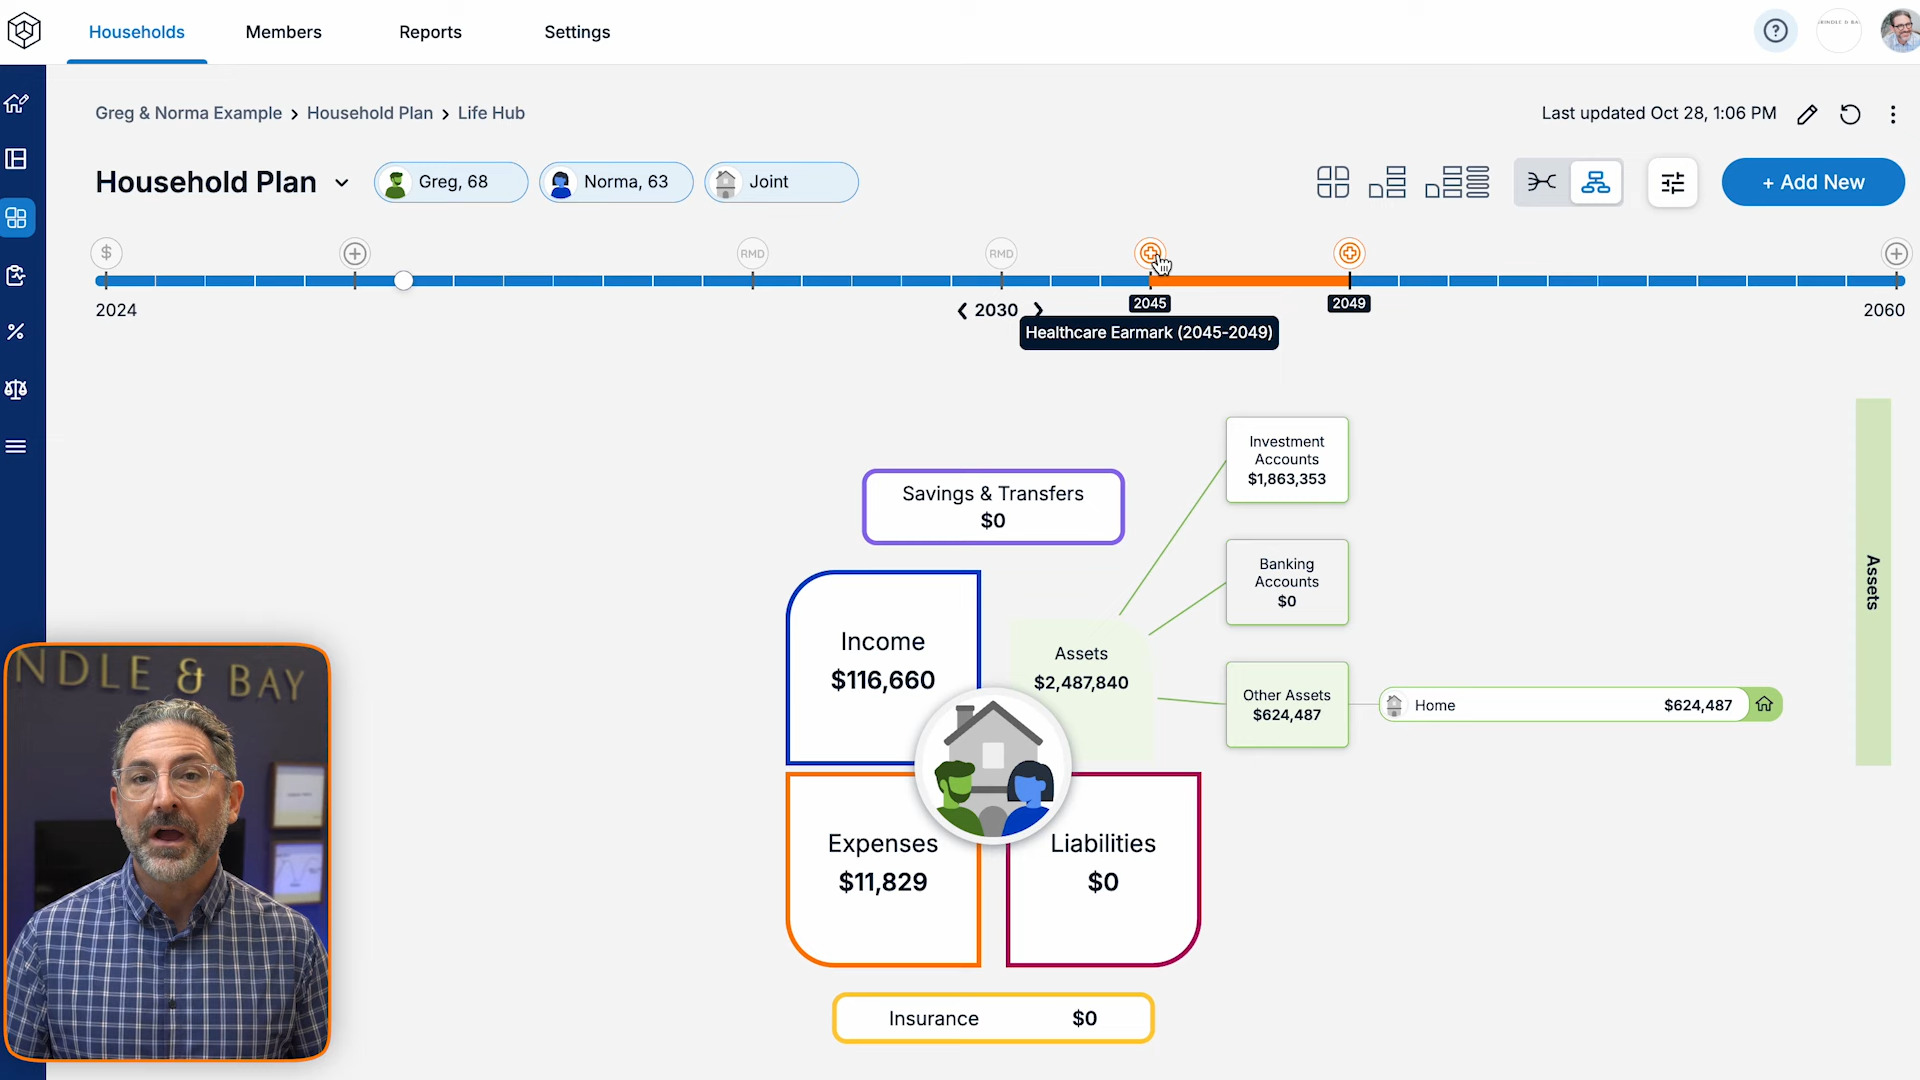 Households
Members
Reports
Settings
Greg & Norma Example > Household Plan > Life Hub
Last updated Oct 28, 1:06 PM
Household Plan
Greg, 68
Norma, 63
Joint
+ Add New
$
RMD
RMD
2024
2030
2045
2049
2060
Healthcare Earmark (2045-2049)
Investment
Accounts
$1,863,353
Savings & Transfers
$0
Banking
Accounts
$0
Assets
Income
$116,660
Assets
$2,487,840
Other Assets
$624,487
Home
$624,487
Expenses
$11,829
Liabilities
$0
Insurance
$0
NDLE & BAY